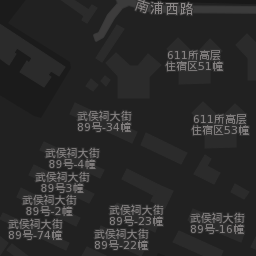 南浦西路
611所高层
住宿区51幢
武侯祠大街
89号-34幢
611所高层
住宿区53幢
武侯祠大街
89号-4幢
武侯祠大街
89号3幢
武侯祠大街
89号-2幢
武侯祠大街
89号-23幢
武侯祠大街
89号-16幢
武侯祠大街
89号-74幢
武侯祠大街
89号-22幢